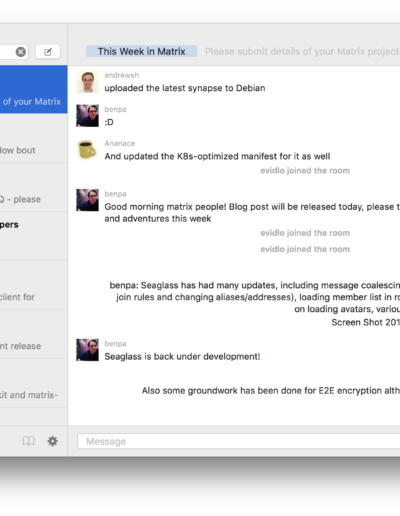 This Week in Matrix Please submit details of your Matrix project
andrewsh
of your Matrix
uploaded the latest synapse to Debian
benpa
:D
Ananace
low bout
And updated the K8s-optimized manifest for it as well
evidlo joined the room
benpa
Q - please
Good morning matrix people! Blog post will be released today, please t
and adventures this week
pers
evidlo joined the room
evidlo joined the room
benpa: Seaglass has had many updates, including message coalescin
client for
join rules and changing aliases/addresses), loading member list in ro
on loading avatars, variou
Screen Shot 201
benpa
nt release
Seaglass is back under development!
Also some groundwork has been done for E2E encryption alth
kit and matrix-
Message